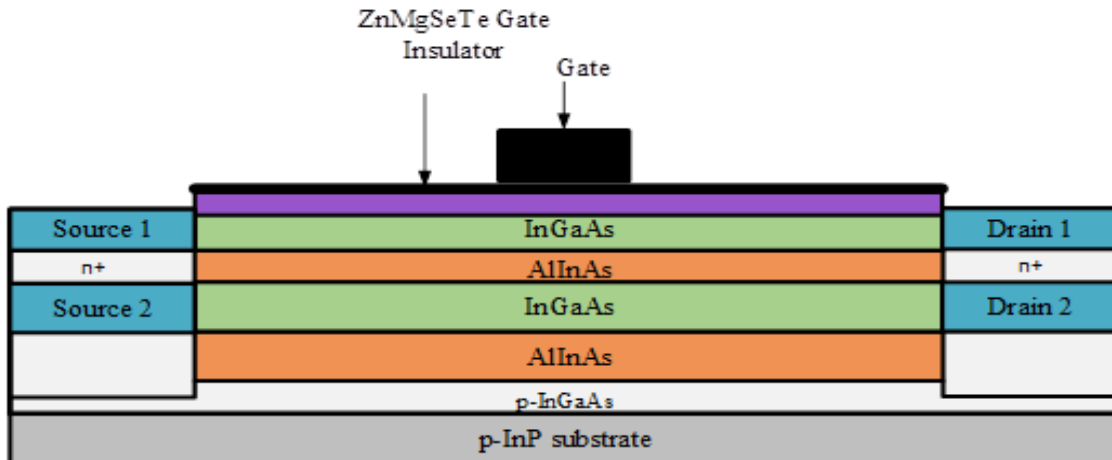 ZnMgSeTe Gate
Insulator
Gate
Source 1
InGaAs
Drain 1
n+
AlInAs
n+
Source 2
InGaAs
Drain 2
AlInAs
p-InGaAs
p-InP substrate